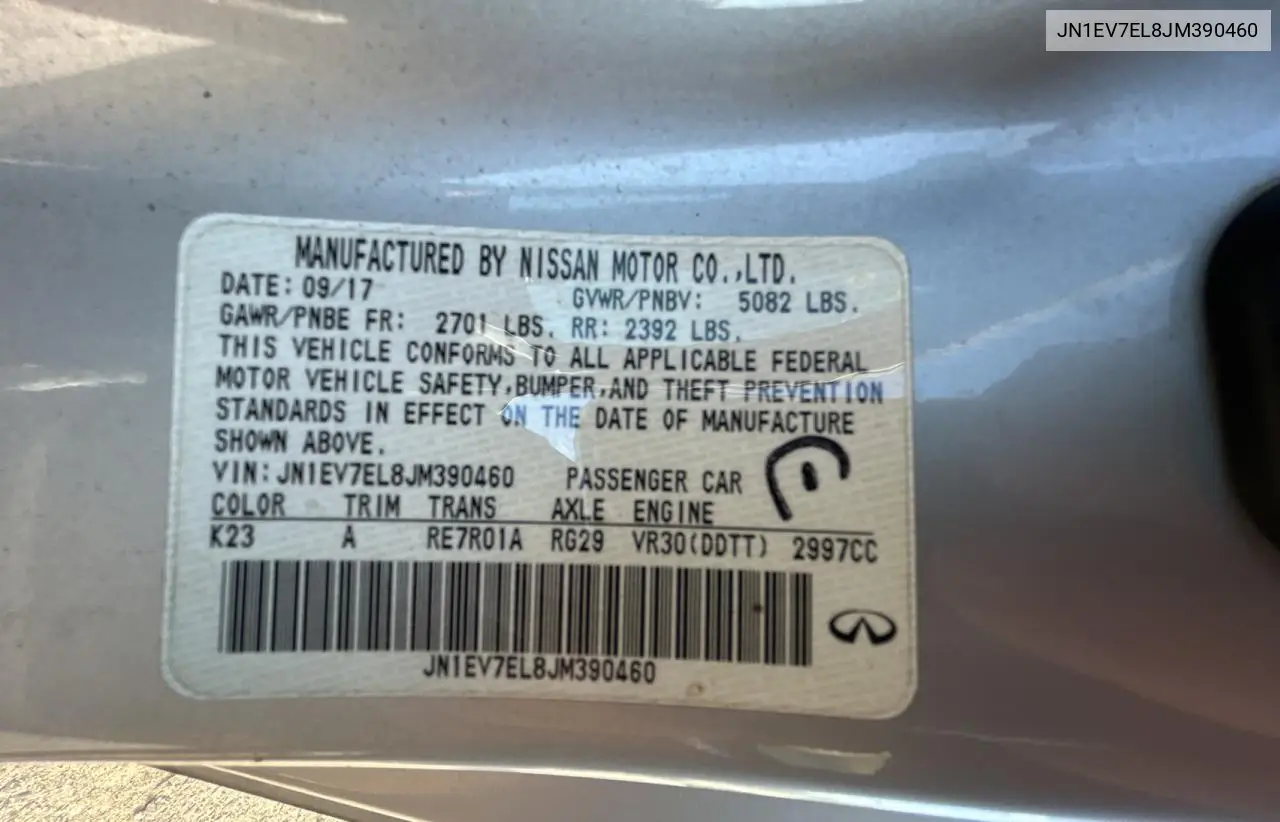 JN1EV7EL8JM390460
MANUFACTURED BY NISSAN MOTOR CO.,LTD.
DATE: 09/17 GVWR/PNBV: 5082 LBS.
GAWR/PNBE FR: 2701 LBS. RR: 2392 LBS.
THIS VEHICLE CONFORMS TO ALL APPLICABLE FEDERAL
MOTOR VEHICLE SAFETY,BUMPER,AND THEFT PREVENTION
STANDARDS IN EFFECT ON THE DATE OF MANUFACTURE
SHOWN ABOVE.
VIN: JN1EV7EL8JM390460 PASSENGER CAR
COLOR TRIM TRANS AXLE ENGINE
K23 A RE7R01A RG29 VR30(DDTT) 2997CC
JN1EV7EL8JM390460